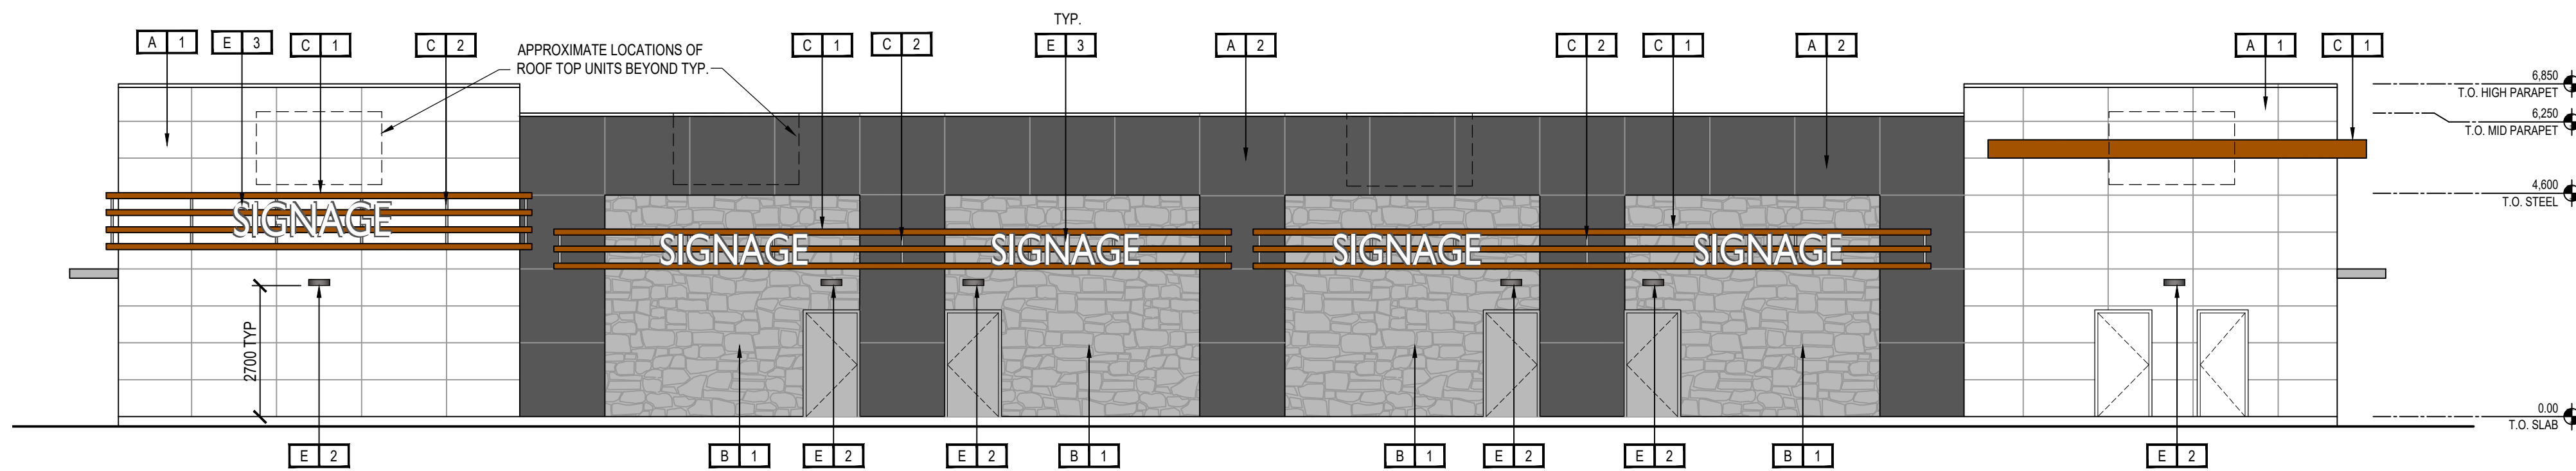 TYP.
A 1
E 3
C 1
C 2
APPROXIMATE LOCATIONS OF
ROOF TOP UNITS BEYOND TYP.
C 1
C 2
E 3
A 2
C 2
C 1
A 2
A 1
C 1
6,850
T.O. HIGH PARAPET
6,250
T.O. MID PARAPET
4,600
T.O. STEEL
SIGNAGE
SIGNAGE
SIGNAGE
SIGNAGE
SIGNAGE
2700 TYP
0.00
T.O. SLAB
E 2
B 1
E 2
E 2
B 1
B 1
E 2
E 2
B 1
E 2